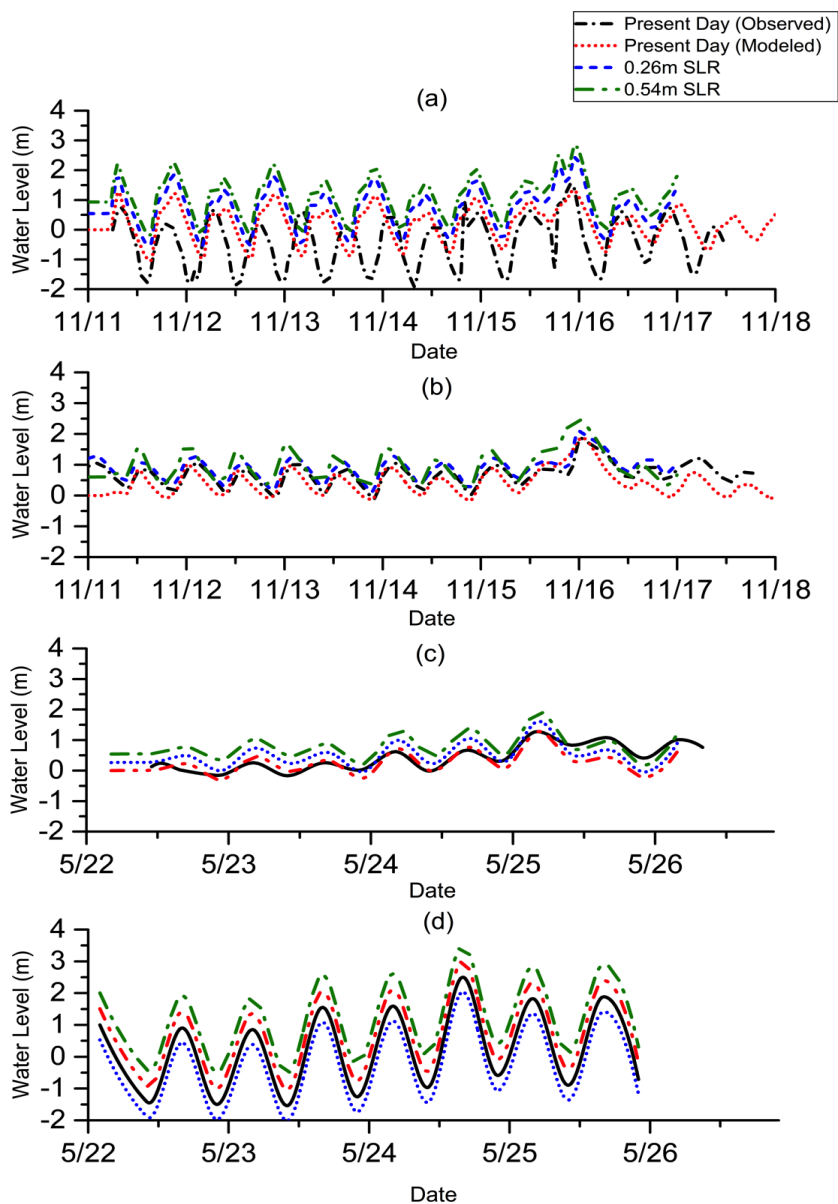 Present Day (Observed)
Present Day (Modeled)
0.26m SLR
0.54m SLR
(a)
Water Level (m)
4
3
2
1
0
-1
-2
11/11 11/12 11/13 11/14 11/15 11/16 11/17 11/18
Date
(b)
Water Level (m)
4
3
2
1
0
-1
-2
11/11 11/12 11/13 11/14 11/15 11/16 11/17 11/18
Date
(c)
Water Level (m)
4
3
2
1
0
-1
-2
5/22 5/23 5/24 5/25 5/26
Date
(d)
Water Level (m)
4
3
2
1
0
-1
-2
5/22 5/23 5/24 5/25 5/26
Date